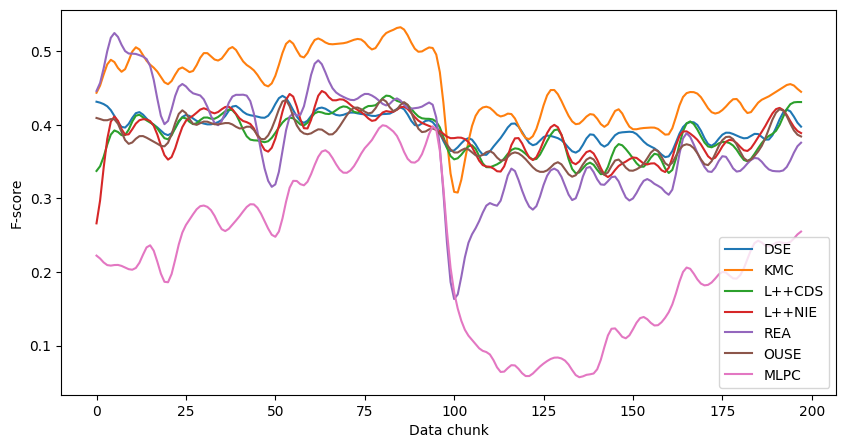 0.5
0.4
0.3
0.2
0.1
F-score
0
25
50
75
100
125
150
175
200
Data chunk
DSE
KMC
L++CDS
L++NIE
REA
OUSE
MLPC